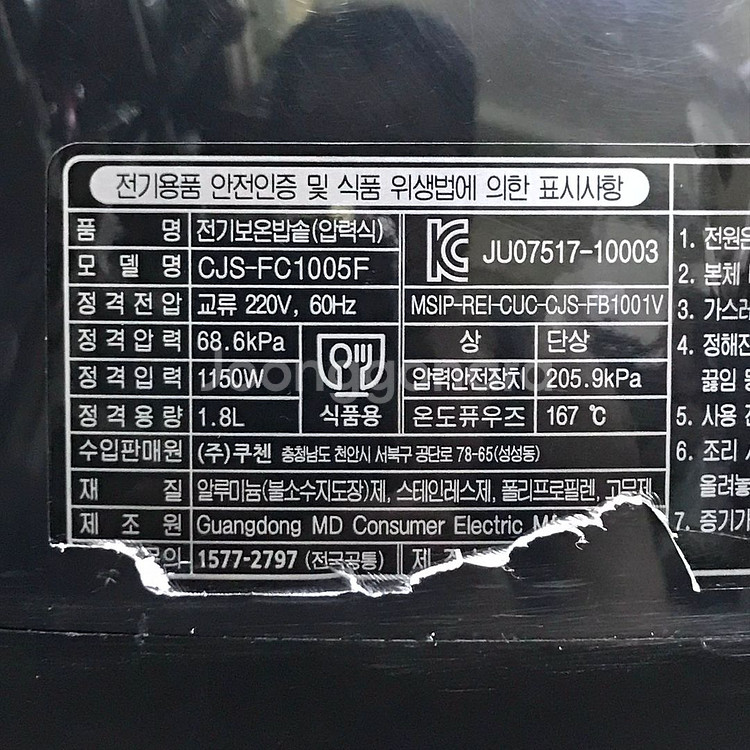 전기용품 안전인증 및 식품 위생법에 의한 표시사항
품 명 전기보온밥솥(압력식)
모 델 명 CJS-FC1005F
JU07517-10003
정격전압 교류 220V, 60Hz
MSIP-REI-CUC-CJS-FB1001V
정격압력 68.6kPa
상 단상
정격입력 1150W
압력안전장치 205.9kPa
정격용량 1.8L
식품용
온도퓨우즈 167 ℃
수입판매원 (주)쿠첸 충청남도 천안시 서북구 공단로 78-65(성성동)
재 질 알루미늄(불소수지도장)제, 스테인레스제, 폴리프로필렌, 고무제
제 조 원 Guangdong MD Consumer Electric
1577-2797 (전국공통)
1. 전원은
2. 본체
3. 가스레
4. 정해진
끓임
5. 사용
6. 조리
올려놓
7. 증기기
Joonggonara